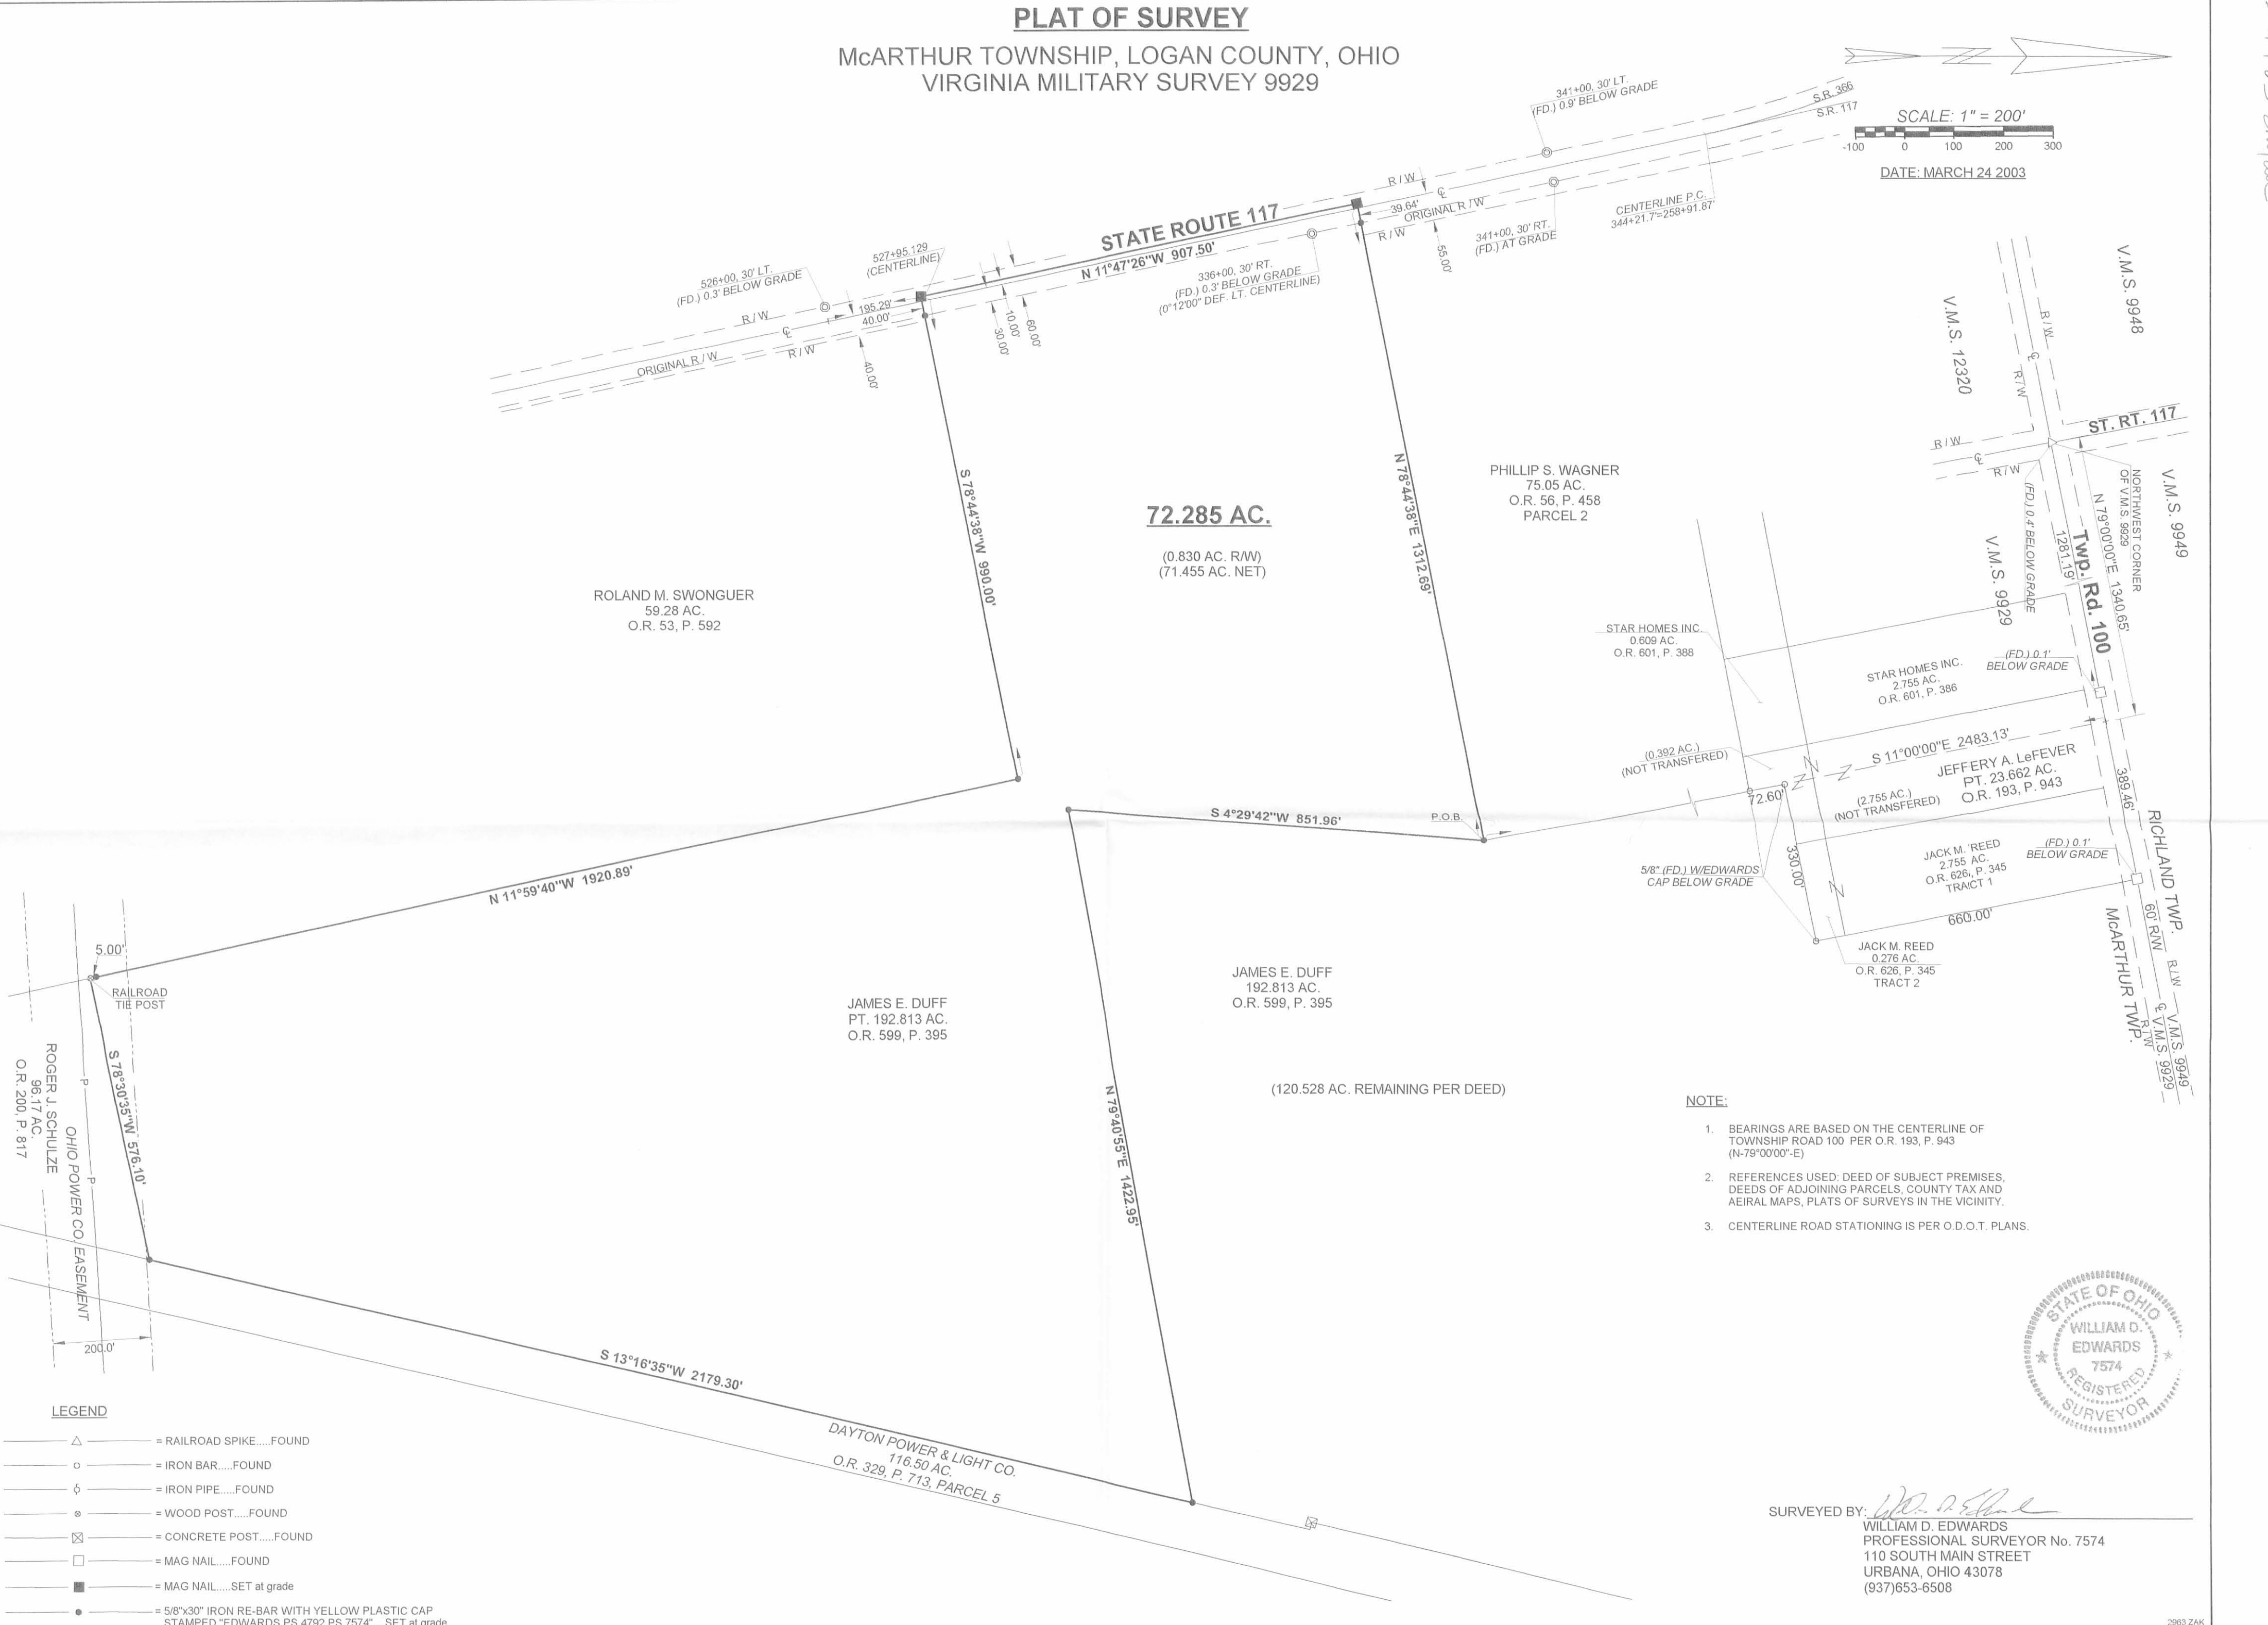 PLAT OF SURVEY
McARTHUR TOWNSHIP, LOGAN COUNTY, OHIO
VIRGINIA MILITARY SURVEY 9929
SCALE: 1" = 200'
-100 0 100 200 300
DATE: MARCH 24 2003
341+00, 30' LT.
(FD.) 0.9' BELOW GRADE
S.R. 366
S.R. 117
R / W
℄
39.64'
ORIGINAL R / W
R / W
55.00'
341+00, 30' RT.
(FD.) AT GRADE
CENTERLINE P.C.
344+21.7'=258+91.87'
STATE ROUTE 117
N 11°47'26"W 907.50'
336+00, 30' RT.
(FD.) 0.3' BELOW GRADE
(0°12'00" DEF. LT. CENTERLINE)
527+95.129
(CENTERLINE)
526+00, 30' LT.
(FD.) 0.3' BELOW GRADE
R / W
℄
195.29'
40.00'
ORIGINAL R / W
R / W
40.00'
30.00'
10.00'
60.00'
V.M.S. 9948
V.M.S. 12320
R / W
℄
R / W
ST. RT. 117
R / W
℄
R / W
NORTHWEST CORNER
OF V.M.S. 9929
V.M.S. 9949
(FD.) 0.4' BELOW GRADE
V.M.S. 9929
N 79°00'00"E 1340.65'
1281.19'
Twp. Rd. 100
S 78°44'38"W 990.00'
N 78°44'38"E 1312.69'
PHILLIP S. WAGNER
75.05 AC.
O.R. 56, P. 458
PARCEL 2
72.285 AC.
(0.830 AC. R/W)
(71.455 AC. NET)
ROLAND M. SWONGUER
59.28 AC.
O.R. 53, P. 592
STAR HOMES INC.
0.609 AC.
O.R. 601, P. 388
STAR HOMES INC.
2.755 AC.
O.R. 601, P. 386
(FD.) 0.1'
BELOW GRADE
(0.392 AC.)
(NOT TRANSFERED)
S 11°00'00"E 2483.13'
JEFFERY A. LeFEVER
PT. 23.662 AC.
O.R. 193, P. 943
(2.755 AC.)
(NOT TRANSFERED)
72.60'
389.46'
S 4°29'42"W 851.96'
P.O.B.
5/8" (FD.) W/EDWARDS
CAP BELOW GRADE
330.00'
JACK M. REED
2.755 AC.
O.R. 626, P. 345
TRACT 1
(FD.) 0.1'
BELOW GRADE
RICHLAND TWP.
McARTHUR TWP.
60' R/W
R / W
℄
R / W
V.M.S. 9949
V.M.S. 9929
660.00'
JACK M. REED
0.276 AC.
O.R. 626, P. 345
TRACT 2
N 11°59'40"W 1920.89'
5.00'
RAILROAD
TIE POST
JAMES E. DUFF
PT. 192.813 AC.
O.R. 599, P. 395
JAMES E. DUFF
192.813 AC.
O.R. 599, P. 395
(120.528 AC. REMAINING PER DEED)
S 78°30'35"W 576.10'
P
P
OHIO POWER CO. EASEMENT
ROGER J. SCHULZE
96.17 AC.
O.R. 200, P. 817
200.0'
N 79°40'55"E 1422.95'
S 13°16'35"W 2179.30'
DAYTON POWER & LIGHT CO.
116.50 AC.
O.R. 329, P. 713, PARCEL 5
NOTE:
1. BEARINGS ARE BASED ON THE CENTERLINE OF
TOWNSHIP ROAD 100 PER O.R. 193, P. 943
(N-79°00'00"-E)
2. REFERENCES USED: DEED OF SUBJECT PREMISES,
DEEDS OF ADJOINING PARCELS, COUNTY TAX AND
AEIRAL MAPS, PLATS OF SURVEYS IN THE VICINITY.
3. CENTERLINE ROAD STATIONING IS PER O.D.O.T. PLANS.
STATE OF OHIO
WILLIAM D.
EDWARDS
7574
REGISTERED
SURVEYOR
LEGEND
= RAILROAD SPIKE.....FOUND
= IRON BAR.....FOUND
= IRON PIPE.....FOUND
= WOOD POST.....FOUND
= CONCRETE POST.....FOUND
= MAG NAIL.....FOUND
= MAG NAIL.....SET at grade
= 5/8"x30" IRON RE-BAR WITH YELLOW PLASTIC CAP
STAMPED "EDWARDS PS 4792 PS 7574"....SET at grade
SURVEYED BY:
WILLIAM D. EDWARDS
PROFESSIONAL SURVEYOR No. 7574
110 SOUTH MAIN STREET
URBANA, OHIO 43078
(937)653-6508
2983 ZAK